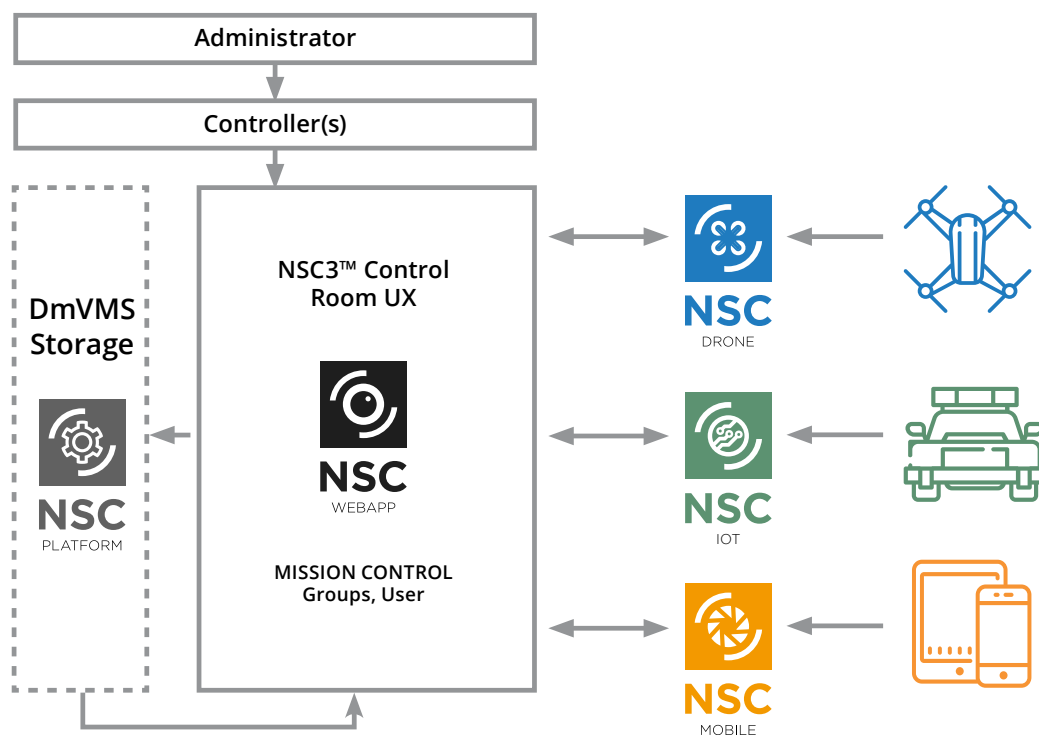 Administrator
Controller(s)
DmVMS
Storage
NSC
PLATFORM
NSC3™ Control
Room UX
NSC
WEBAPP
MISSION CONTROL
Groups, User
NSC
DRONE
NSC
IOT
NSC
MOBILE